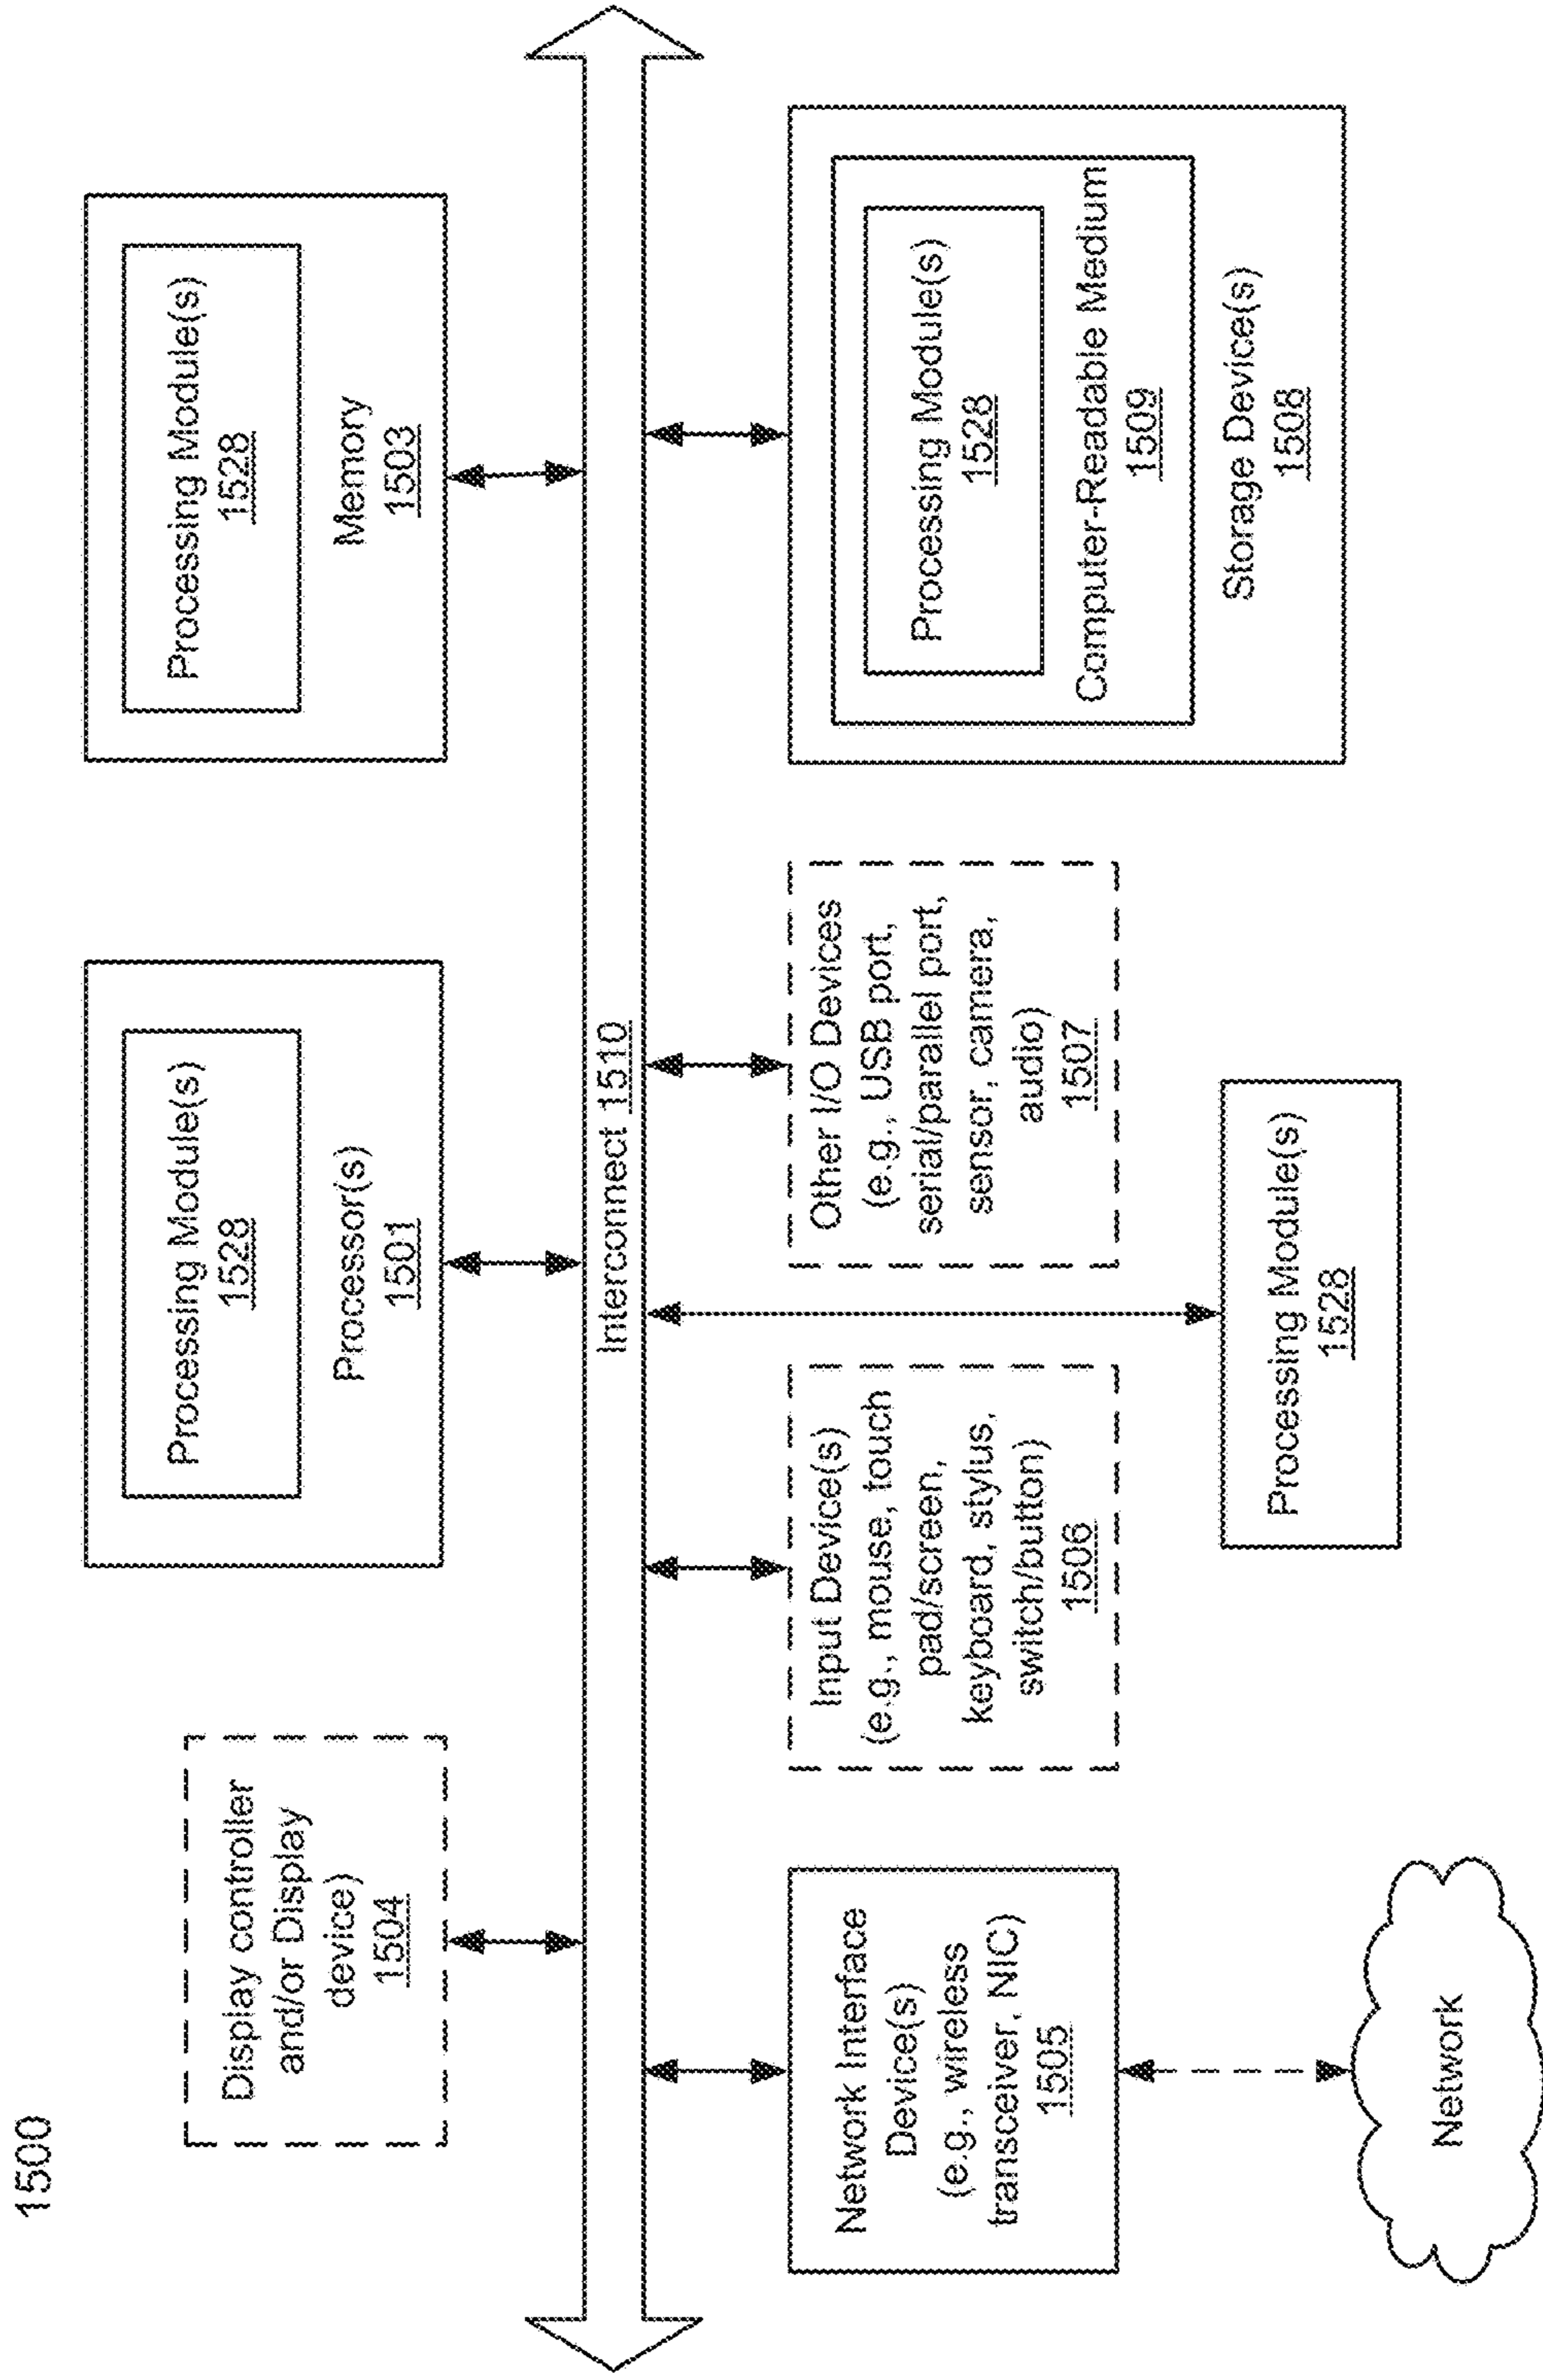 1500
Display controller
and/or Display
device)
1504
Processing Module(s)
1528
Processor(s)
1501
Processing Module(s)
1528
Memory
1503
Interconnect 1510
Network Interface
Device(s)
(e.g., wireless
transceiver, NIC)
1505
Input Device(s)
(e.g., mouse, touch
pad/screen,
keyboard, stylus,
switch/button)
1506
Other I/O Devices
(e.g., USB port,
serial/parallel port,
sensor, camera,
audio)
1507
Processing Module(s)
1528
Computer-Readable Medium
1509
Storage Device(s)
1508
Processing Module(s)
1528
Network